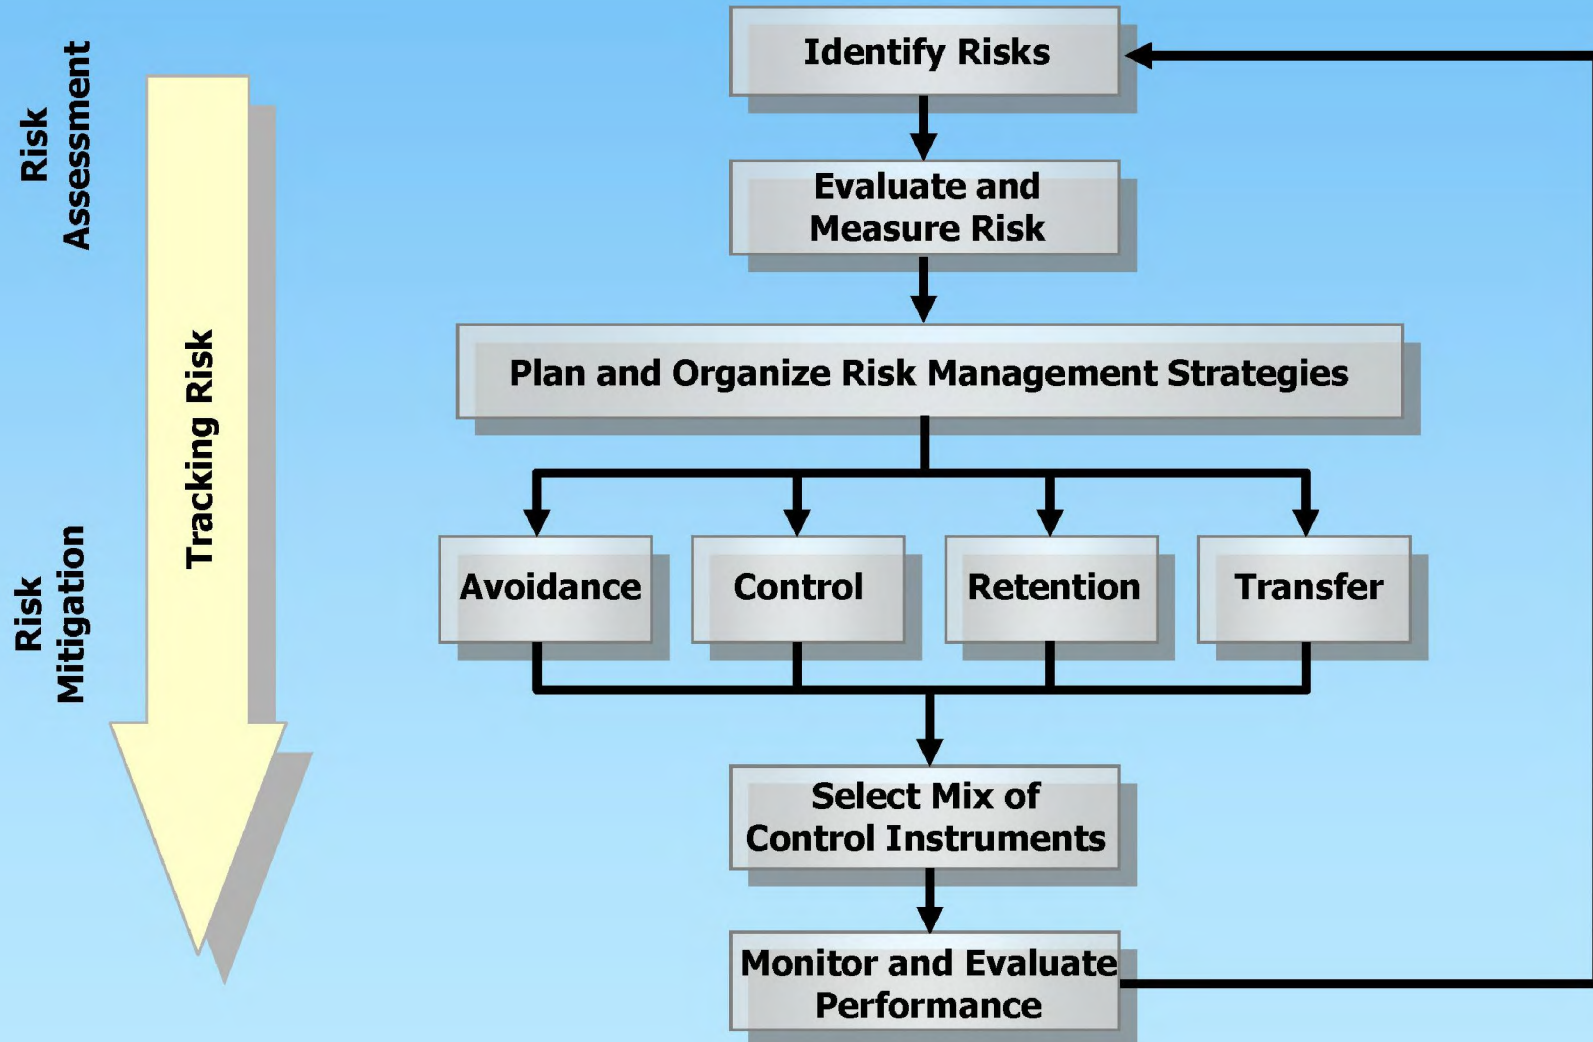 Risk
Assessment
Tracking Risk
Risk
Mitigation
Identify Risks
Evaluate and
Measure Risk
Plan and Organize Risk Management Strategies
Avoidance
Control
Retention
Transfer
Select Mix of
Control Instruments
Monitor and Evaluate
Performance